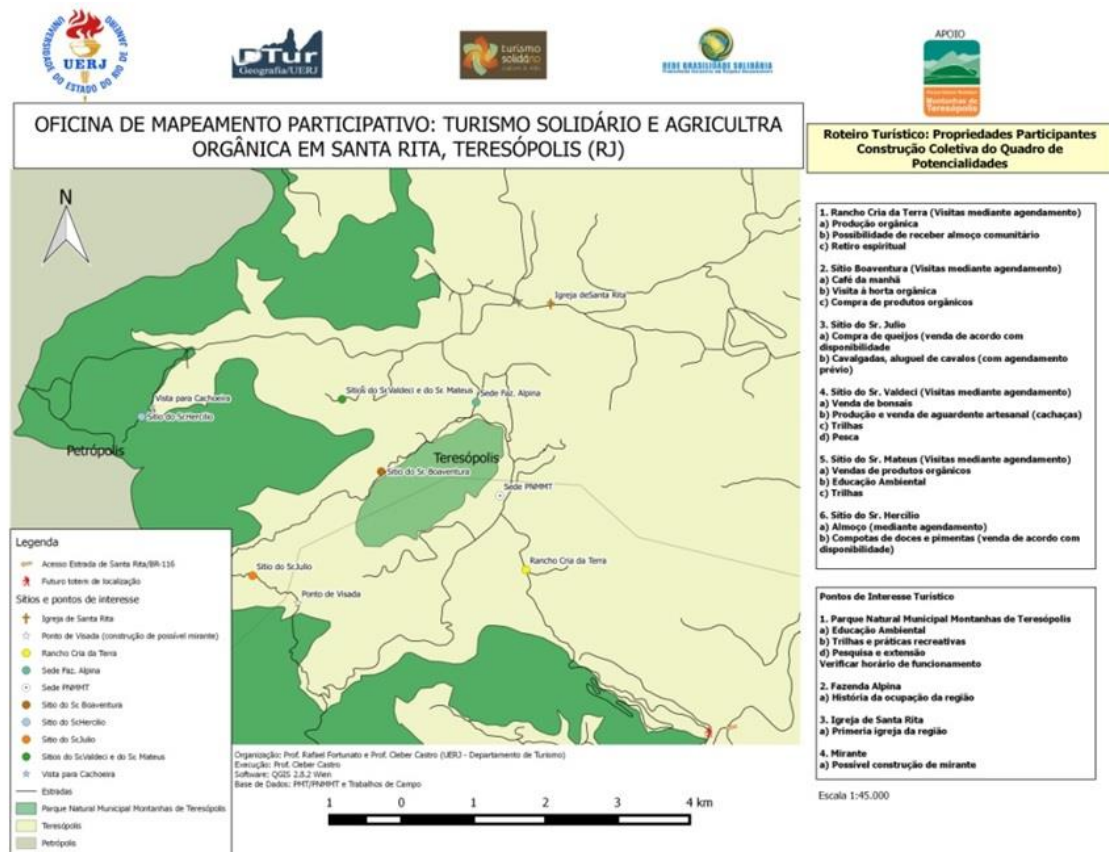 UNIVERSIDADE DO ESTADO DO RIO DE JANEIRO
UERJ
DTur
Geografia/UERJ
turismo
solidário
REDE BRASILIDADE SOLIDÁRIA
APOIO
Montanhas de
Teresópolis
OFICINA DE MAPEAMENTO PARTICIPATIVO: TURISMO SOLIDÁRIO E AGRICULTRA
ORGÂNICA EM SANTA RITA, TERESÓPOLIS (RJ)
Roteiro Turístico: Propriedades Participantes
Construção Coletiva do Quadro de
Potencialidades
N
Igreja deSanta Rita
Vista para Cachoeira
Sítio do Sr.Hercílio
Sítios do Sr.Valdeci e do Sr. Mateus
Sede Faz. Alpina
Petrópolis
Teresópolis
Sítio do Sr. Boaventura
Sede PNMMT
Sítio do Sr.Julio
Rancho Cria da Terra
Ponto de Visada
1. Rancho Cria da Terra (Visitas mediante agendamento)
a) Produção orgânica
b) Possibilidade de receber almoço comunitário
c) Retiro espiritual
2. Sítio Boaventura (Visitas mediante agendamento)
a) Café da manhã
b) Visita à horta orgânica
c) Compra de produtos orgânicos
3. Sítio do Sr. Julio
a) Compra de queijos (venda de acordo com
disponibilidade
b) Cavalgadas, aluguel de cavalos (com agendamento
prévio)
4. Sítio do Sr. Valdeci (Visitas mediante agendamento)
a) Venda de bonsais
b) Produção e venda de aguardente artesanal (cachaças)
c) Trilhas
d) Pesca
5. Sítio do Sr. Mateus (Visitas mediante agendamento)
a) Vendas de produtos orgânicos
b) Educação Ambiental
c) Trilhas
6. Sítio do Sr. Hercílio
a) Almoço (mediante agendamento)
b) Compotas de doces e pimentas (venda de acordo com
disponibilidade)
Pontos de Interesse Turístico
1. Parque Natural Municipal Montanhas de Teresópolis
a) Educação Ambiental
b) Trilhas e práticas recreativas
d) Pesquisa e extensão
Verificar horário de funcionamento
2. Fazenda Alpina
a) História da ocupação da região
3. Igreja de Santa Rita
a) Primeria igreja da região
4. Mirante
a) Possível construção de mirante
Escala 1:45.000
Legenda
Acesso Estrada de Santa Rita/BR-116
Futuro totem de localização
Sítios e pontos de interesse
Igreja de Santa Rita
Ponto de Visada (construção de possível mirante)
Rancho Cria da Terra
Sede Faz. Alpina
Sede PNMMT
Sítio do Sr. Boaventura
Sítio do Sr.Hercílio
Sítio do Sr.Julio
Sítios do Sr.Valdeci e do Sr. Mateus
Vista para Cachoeira
Estradas
Parque Natural Municipal Montanhas de Teresópolis
Teresópolis
Petrópolis
Organização: Prof. Rafael Fortunato e Prof. Cleber Castro (UERJ - Departamento de Turismo)
Execução: Prof. Cleber Castro
Software: QGIS 2.8.2 Wien
Base de Dados: PMT/PNMMT e Trabalhos de Campo
1 0 1 2 3 4 km